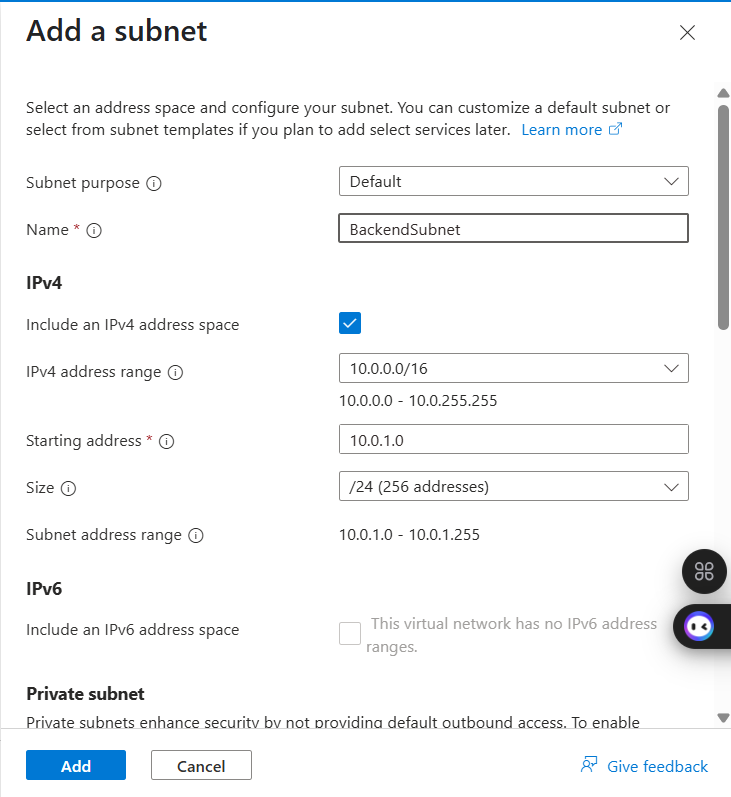 Add a subnet
Select an address space and configure your subnet. You can customize a default subnet or
select from subnet templates if you plan to add select services later. Learn more
Subnet purpose
Default
Name *
BackendSubnet
IPv4
Include an IPv4 address space
IPv4 address range
10.0.0.0/16
10.0.0.0 - 10.0.255.255
Starting address *
10.0.1.0
Size
/24 (256 addresses)
Subnet address range
10.0.1.0 - 10.0.1.255
IPv6
Include an IPv6 address space
This virtual network has no IPv6 address
ranges.
Private subnet
Private subnets enhance security by not providing default outbound access. To enable
Add
Cancel
Give feedback